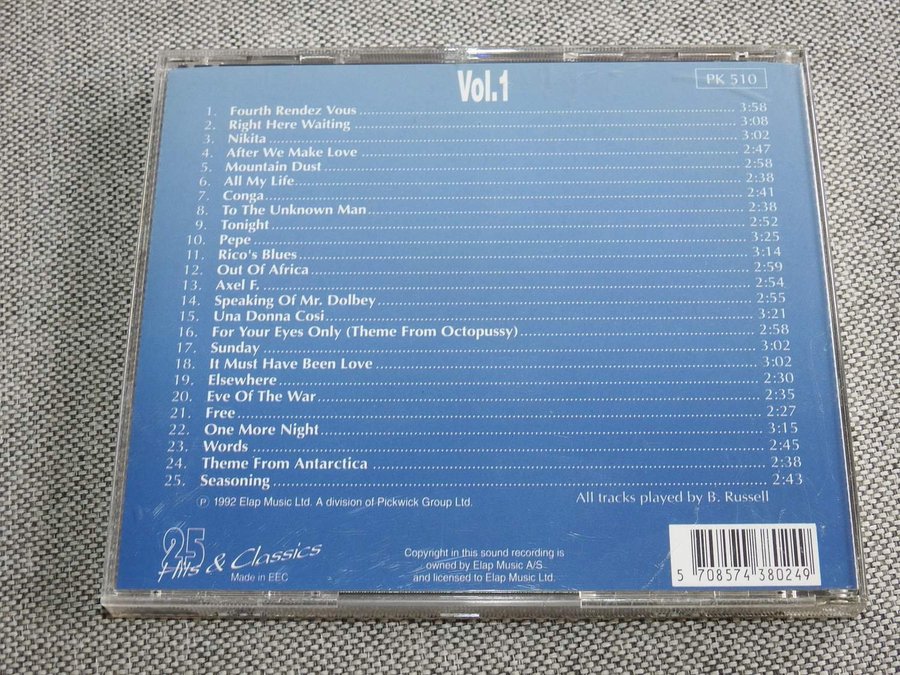 Vol.1
PK 510
1. Fourth Rendez Vous 3:58
2. Right Here Waiting 3:08
3. Nikita 3:02
4. After We Make Love 2:47
5. Mountain Dust 2:58
6. All My Life 2:38
7. Conga 2:41
8. To The Unknown Man 2:38
9. Tonight 2:52
10. Pepe 3:25
11. Rico's Blues 3:14
12. Out Of Africa 2:59
13. Axel F. 2:54
14. Speaking Of Mr. Dolbey 2:55
15. Una Donna Cosi 3:21
16. For Your Eyes Only (Theme From Octopussy) 2:58
17. Sunday 3:02
18. It Must Have Been Love 3:02
19. Elsewhere 2:30
20. Eve Of The War 2:35
21. Free 2:27
22. One More Night 3:15
23. Words 2:45
24. Theme From Antarctica 2:38
25. Seasoning 2:43
℗ 1992 Elap Music Ltd. A division of Pickwick Group Ltd.
All tracks played by B. Russell
25
Hits & Classics
Made in EEC
Copyright in this sound recording is
owned by Elap Music A/S
and licensed to Elap Music Ltd.
5 708574 380249